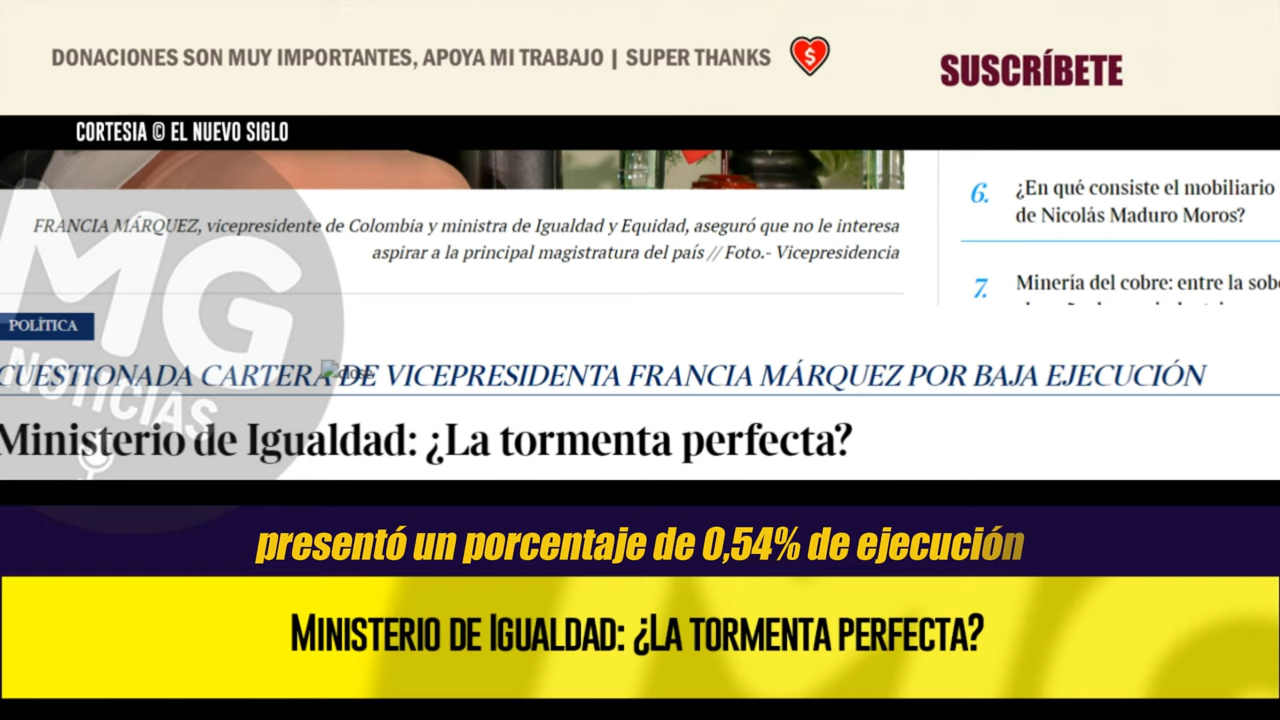 DONACIONES SON MUY IMPORTANTES, APOYA MI TRABAJO | SUPER THANKS
SUSCRÍBETE
CORTESIA © EL NUEVO SIGLO
FRANCIA MÁRQUEZ, vicepresidente de Colombia y ministra de Igualdad y Equidad, aseguró que no le interesa
aspirar a la principal magistratura del país // Foto.- Vicepresidencia
6. ¿En qué consiste el mobiliario
de Nicolás Maduro Moros?
7. Minería del cobre: entre la sob
MG
NOTICIAS
POLÍTICA
CUESTIONADA CARTERA DE VICEPRESIDENTA FRANCIA MÁRQUEZ POR BAJA EJECUCIÓN
Ministerio de Igualdad: ¿La tormenta perfecta?
presentó un porcentaje de 0,54% de ejecución
MINISTERIO DE IGUALDAD: ¿LA TORMENTA PERFECTA?